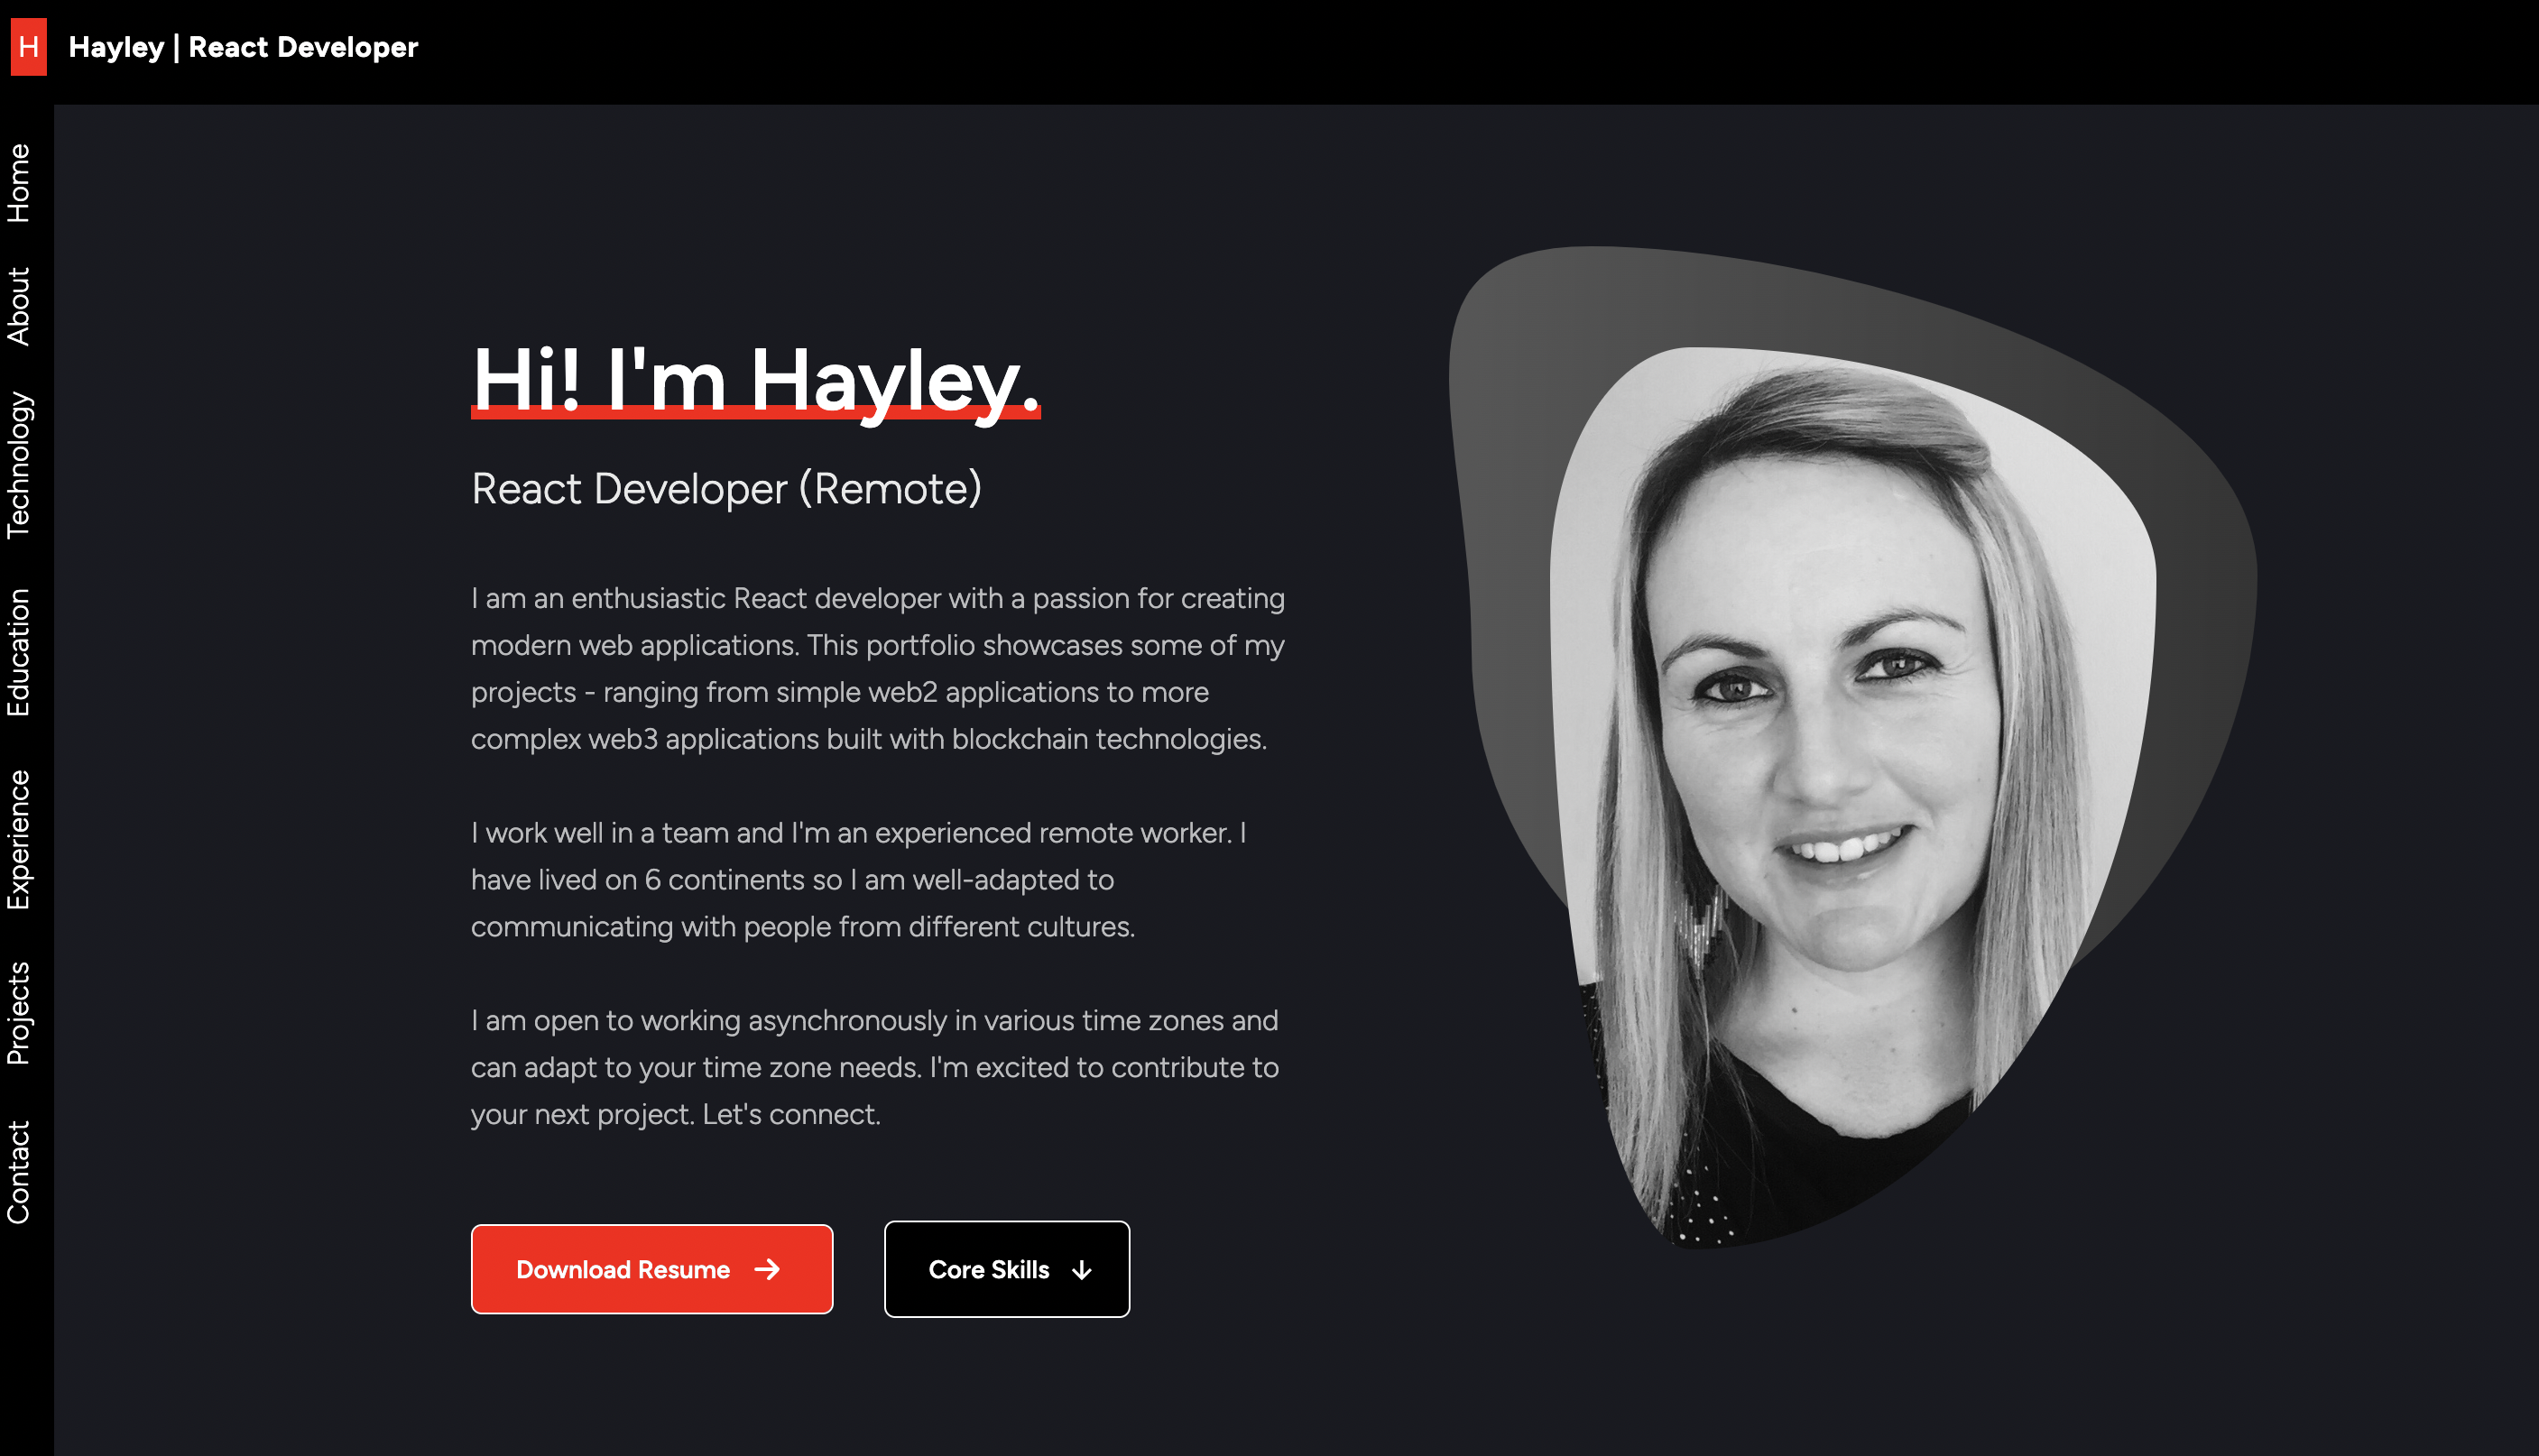 H
Hayley | React Developer
Home
About
Technology
Education
Experience
Projects
Contact
Hi! I'm Hayley.
React Developer (Remote)
I am an enthusiastic React developer with a passion for creating
modern web applications. This portfolio showcases some of my
projects - ranging from simple web2 applications to more
complex web3 applications built with blockchain technologies.
I work well in a team and I'm an experienced remote worker. I
have lived on 6 continents so I am well-adapted to
communicating with people from different cultures.
I am open to working asynchronously in various time zones and
can adapt to your time zone needs. I'm excited to contribute to
your next project. Let's connect.
Download Resume →
Core Skills ↓